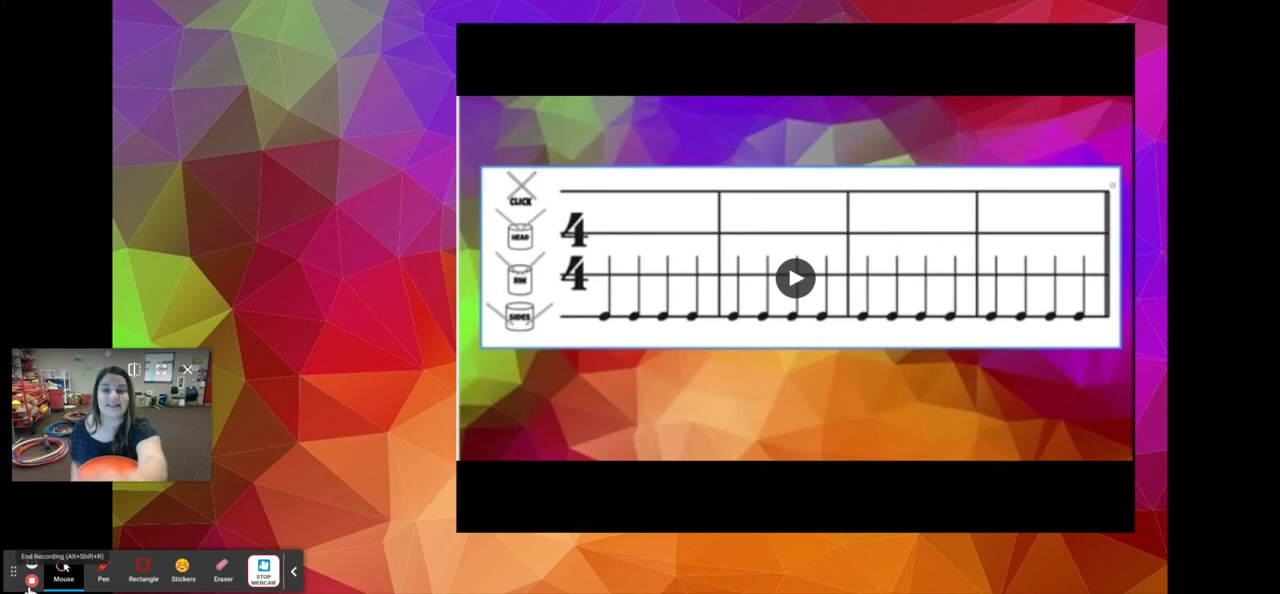 CLICK
HEAD
RIM
SIDES
4
4
End Recording (Alt+Shift+R)
Mouse
Pen
Rectangle
Stickers
Eraser
STOP
WEBCAM